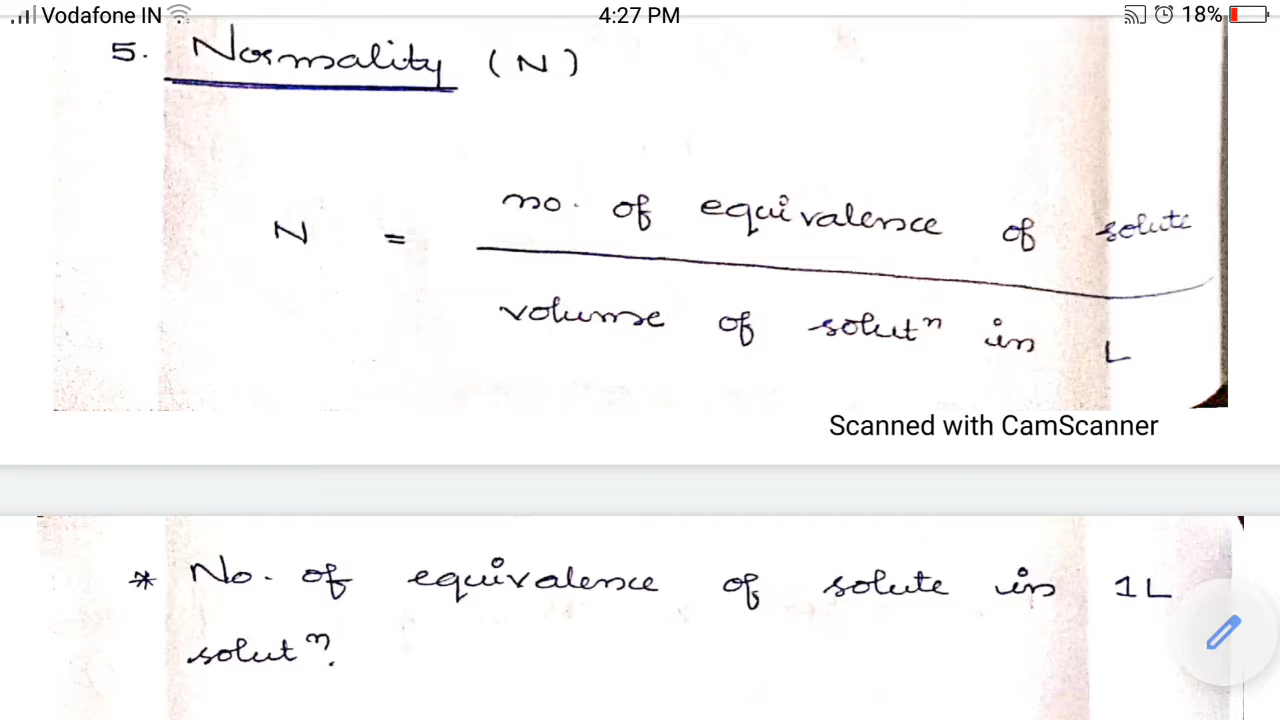 Vodafone IN 4:27 PM 18%
5. Normality (N)
N = no. of equivalence of solute
volume of solutⁿ in L
Scanned with CamScanner
* No. of equivalence of solute in 1L
solutⁿ.